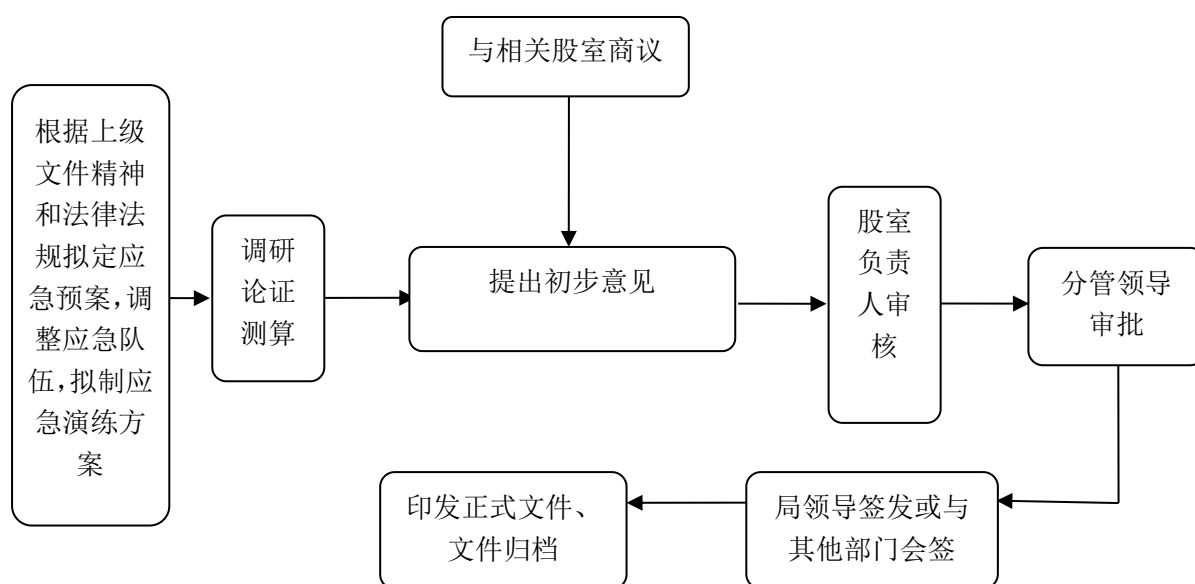 与相关股室商议
根据上级
文件精神
和法律法
规拟定应
急预案，调
整应急队
伍，拟制应
急演练方
案
调研
论证
测算
提出初步意见
股室
负责
人审
核
分管领导
审批
局领导签发或与
其他部门会签
印发正式文件、
文件归档